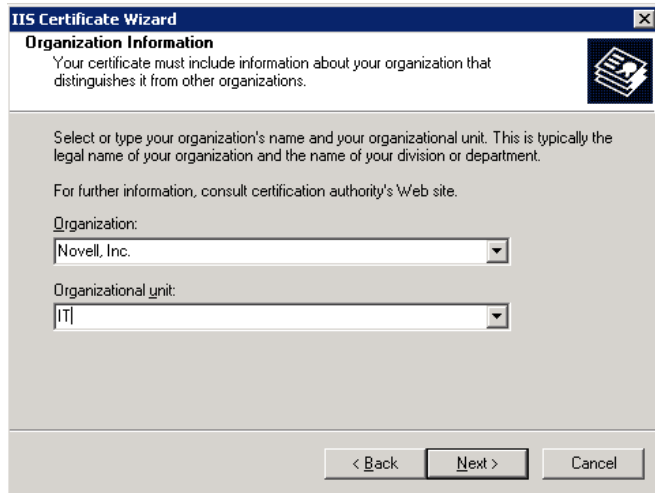 IIS Certificate Wizard
Organization Information
Your certificate must include information about your organization that
distinguishes it from other organizations.
Select or type your organization's name and your organizational unit. This is typically the
legal name of your organization and the name of your division or department.
For further information, consult certification authority's Web site.
Organization:
Novell, Inc.
Organizational unit:
IT
< Back
Next >
Cancel